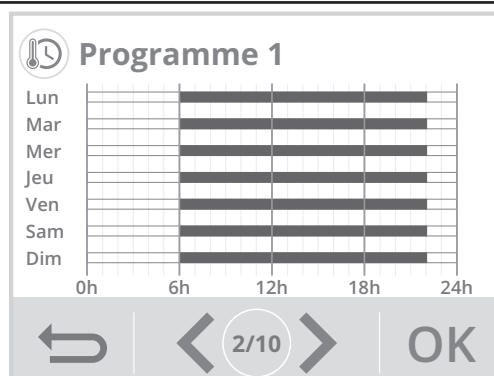 Programme 1
Lun
Mar
Mer
Jeu
Ven
Sam
Dim
0h 6h 12h 18h 24h
2/10 OK